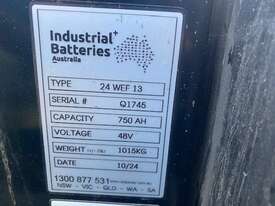 Industrial+
Batteries
Australia
TYPE 24 WEF 13
SERIAL # Q1745
CAPACITY 750 AH
VOLTAGE 48V
WEIGHT 1015KG
DATE 10/24
1300 877 531
NSW - VIC - QLD - WA - SA